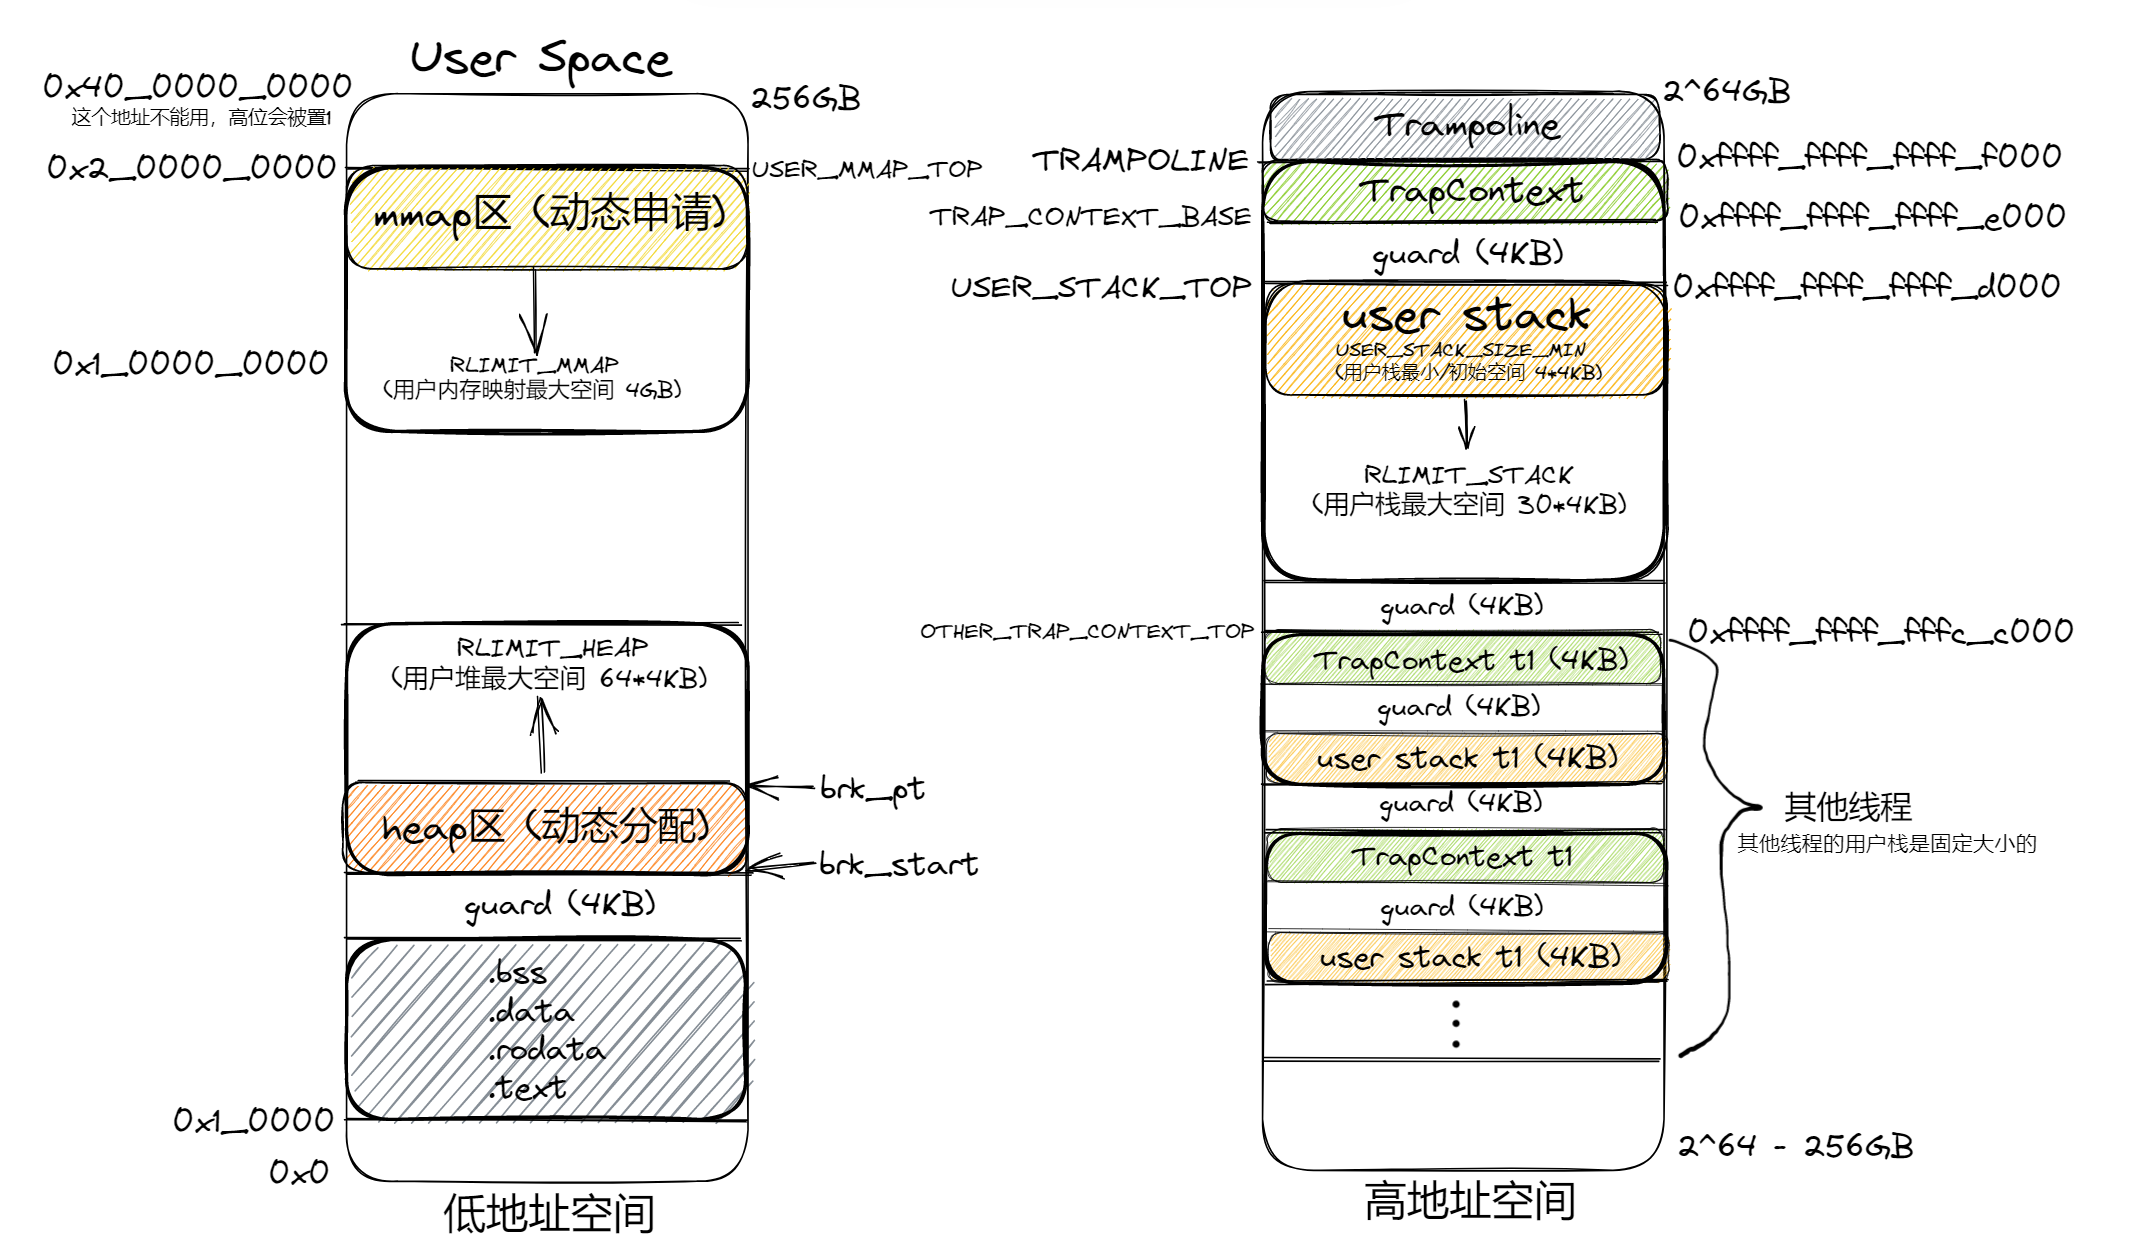 User Space
0x40_0000_0000
这个地址不能用，高位会被置1
256GB
0x2_0000_0000
USER_MMAP_TOP
mmap区（动态申请）
0x1_0000_0000
RLIMIT_MMAP
（用户内存映射最大空间 4GB）
RLIMIT_HEAP
（用户堆最大空间 64*4KB）
brk_pt
heap区（动态分配）
brk_start
guard (4KB)
.bss
.data
.rodata
.text
0x1_0000
0x0
低地址空间
2^64GB
Trampoline
TRAMPOLINE
0xffff_ffff_ffff_f000
TrapContext
TRAP_CONTEXT_BASE
0xffff_ffff_ffff_e000
guard (4KB)
USER_STACK_TOP
0xffff_ffff_ffff_d000
user stack
USER_STACK_SIZE_MIN
（用户栈最小/初始空间 4*4KB）
RLIMIT_STACK
（用户栈最大空间 30*4KB）
guard (4KB)
OTHER_TRAP_CONTEXT_TOP
0xffff_ffff_fffc_c000
TrapContext t1 (4KB)
guard (4KB)
user stack t1 (4KB)
guard (4KB)
其他线程
其他线程的用户栈是固定大小的
TrapContext t1
guard (4KB)
user stack t1 (4KB)
2^64 - 256GB
高地址空间